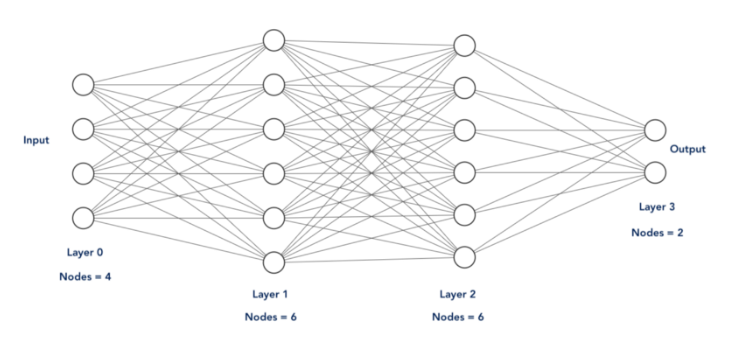 Input
Output
Layer 0
Nodes = 4
Layer 1
Nodes = 6
Layer 2
Nodes = 6
Layer 3
Nodes = 2